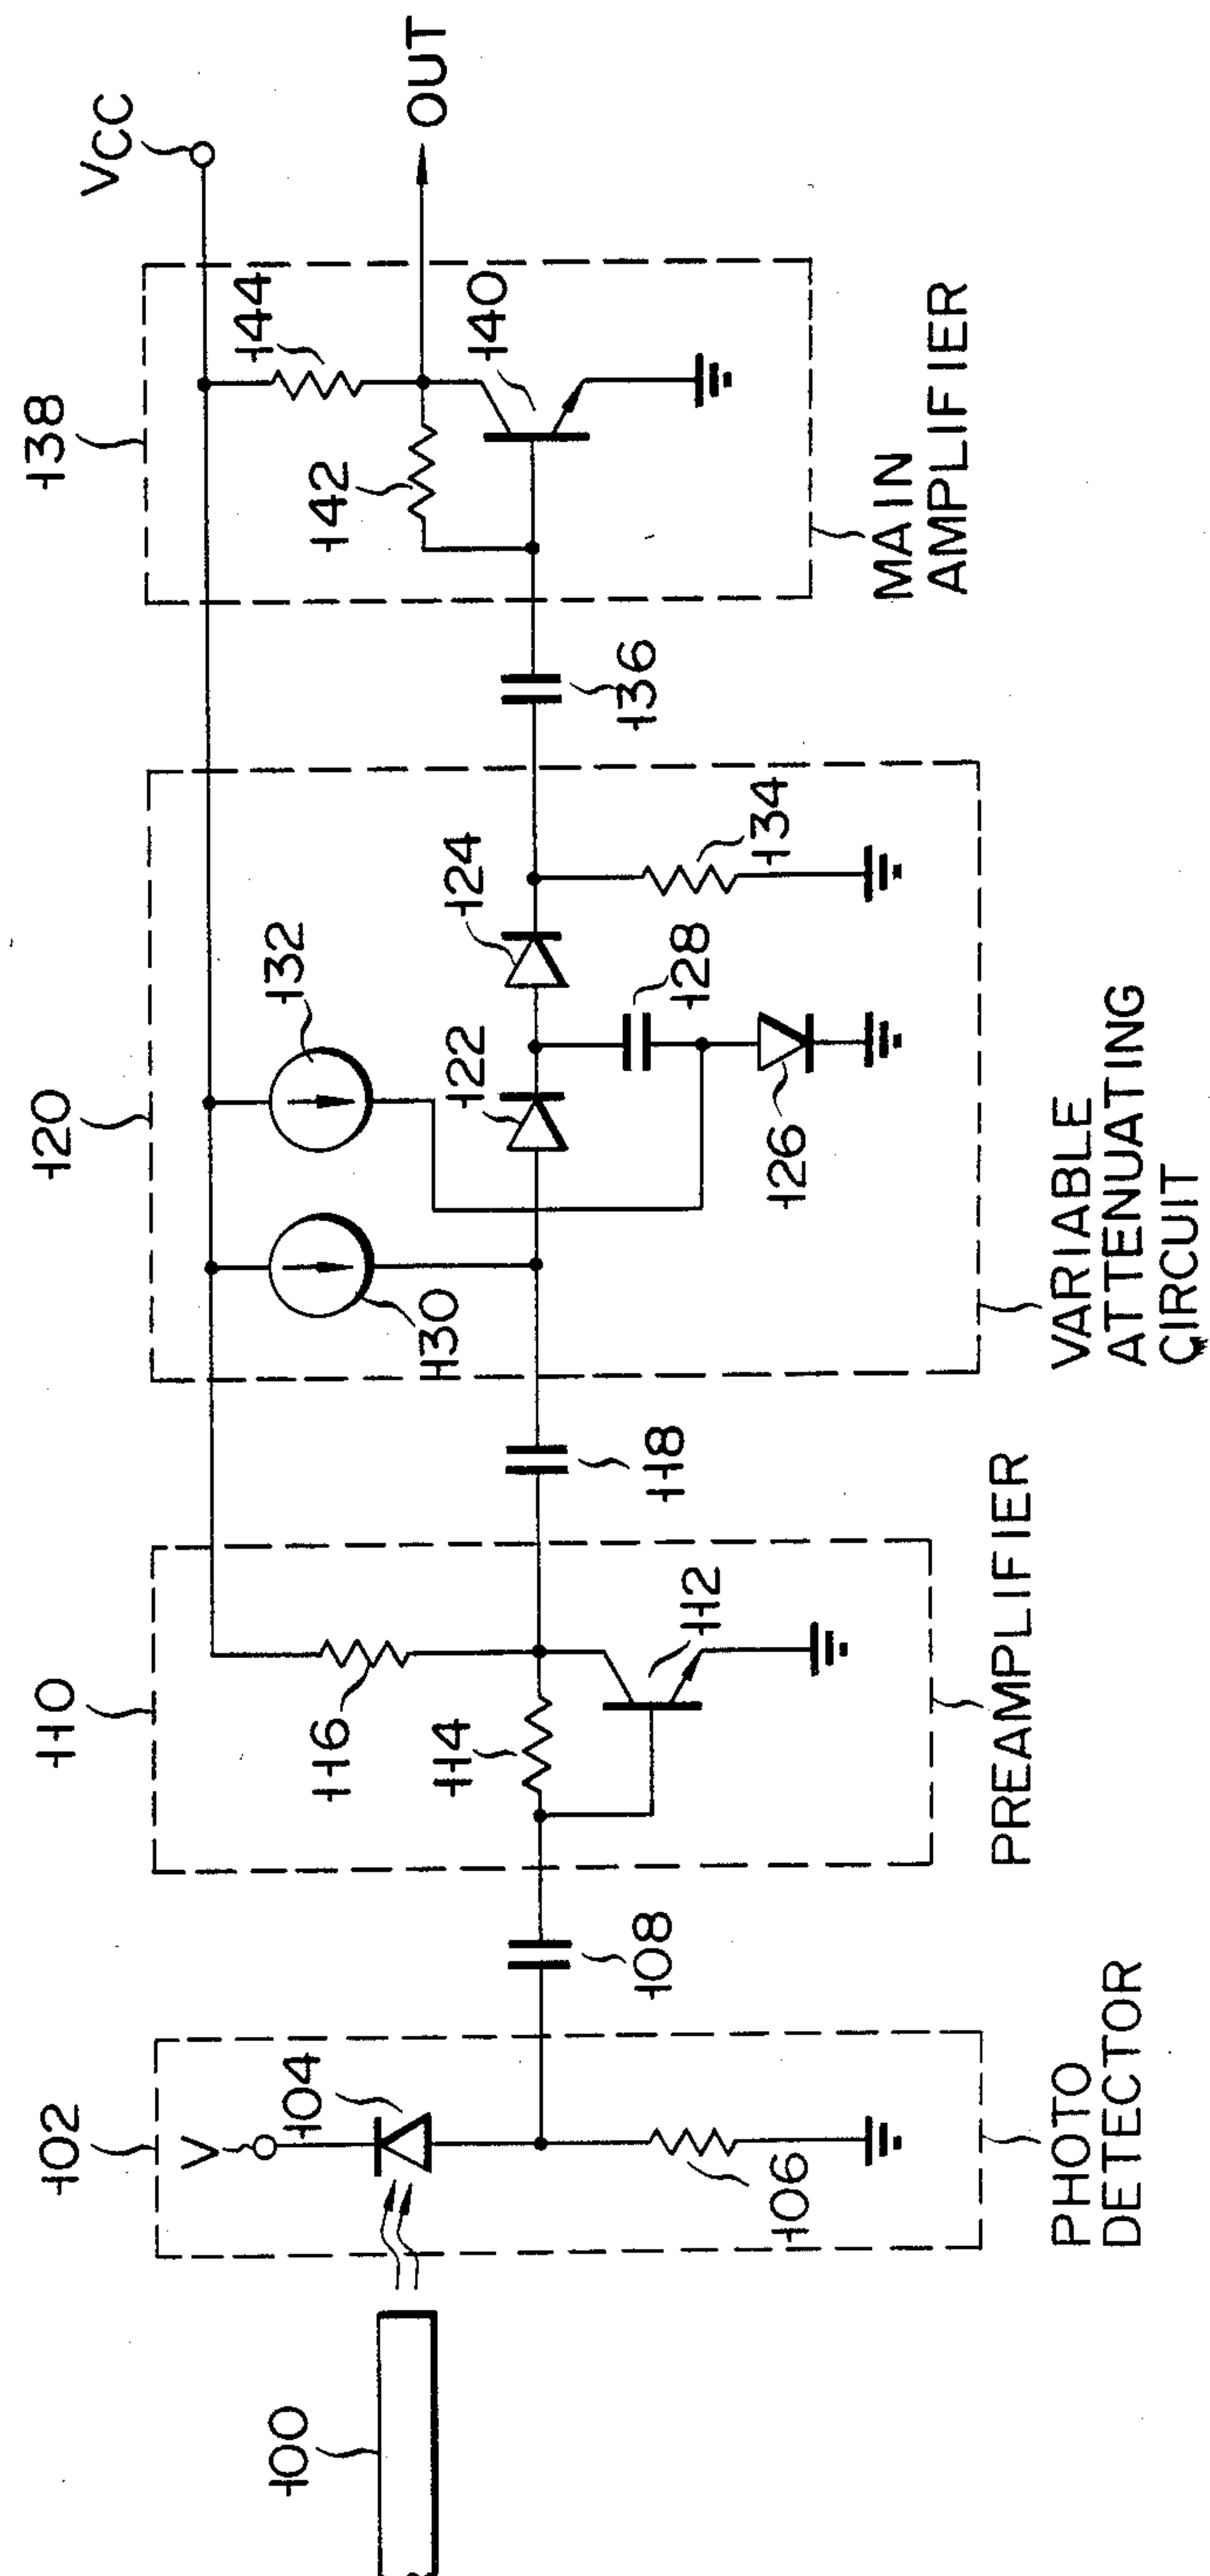 100
102
V
104
106
PHOTO
DETECTOR
108
110
116
114
112
PREAMPLIFIER
118
120
130
132
122
124
128
126
134
VARIABLE
ATTENUATING
CIRCUIT
136
138
142
144
140
MAIN
AMPLIFIER
VCC
OUT